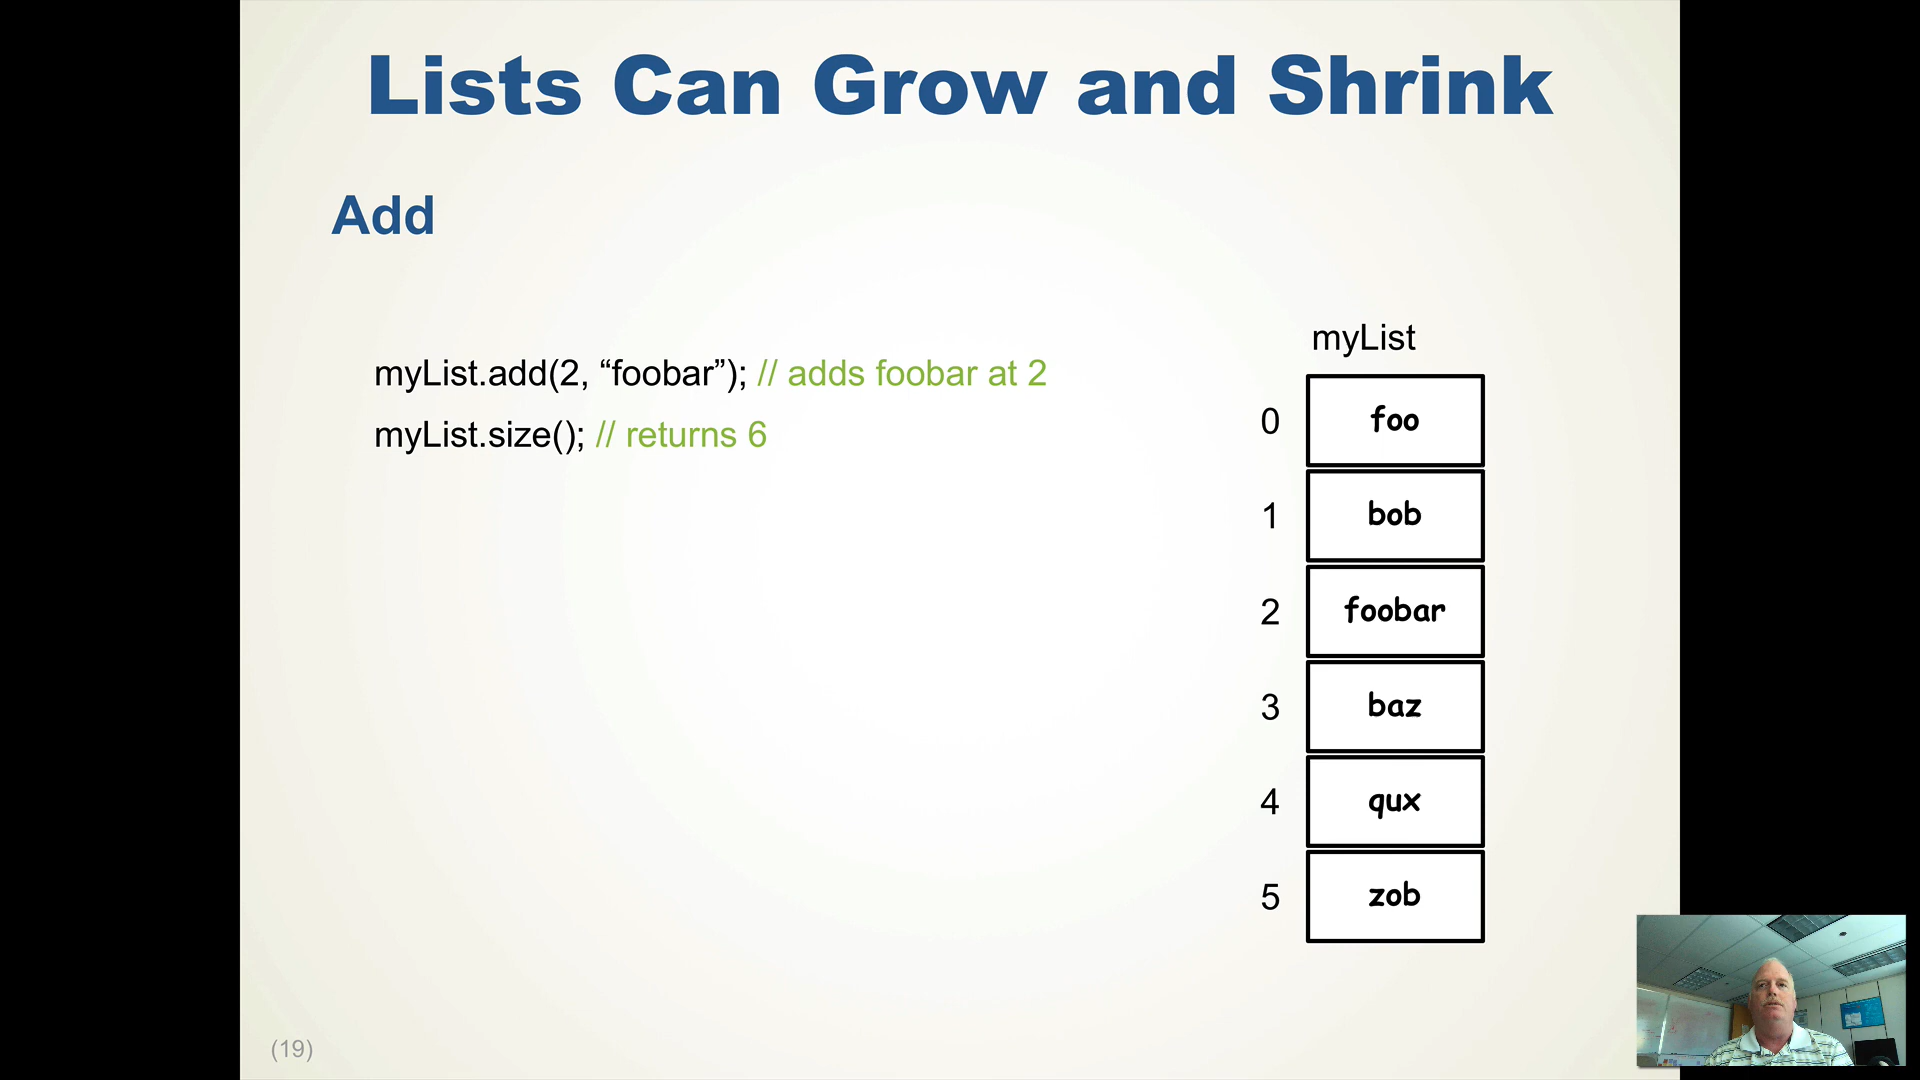 Lists Can Grow and Shrink
Add
myList.add(2, “foobar”); // adds foobar at 2
myList.size(); // returns 6
myList
0 foo
1 bob
2 foobar
3 baz
4 qux
5 zob
(19)